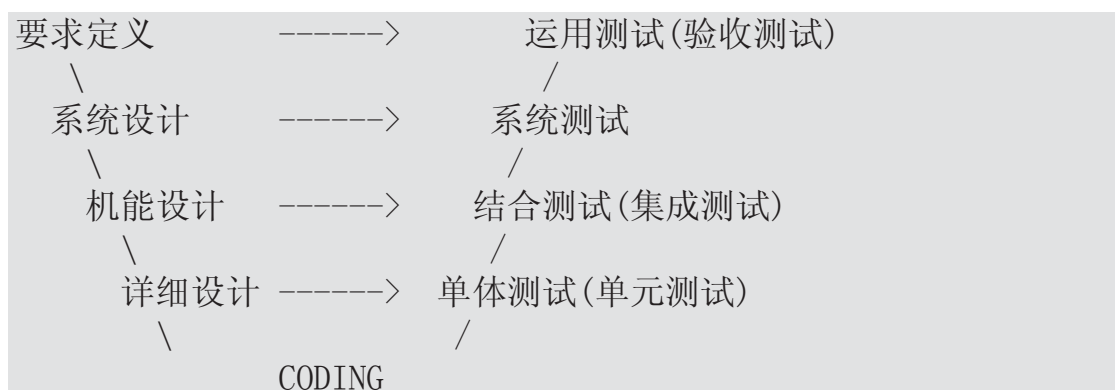 要求定义 ------> 运用测试(验收测试)
\ /
系统设计 ------> 系统测试
\ /
机能设计 ------> 结合测试(集成测试)
\ /
详细设计 ------> 单体测试(单元测试)
\ /
CODING